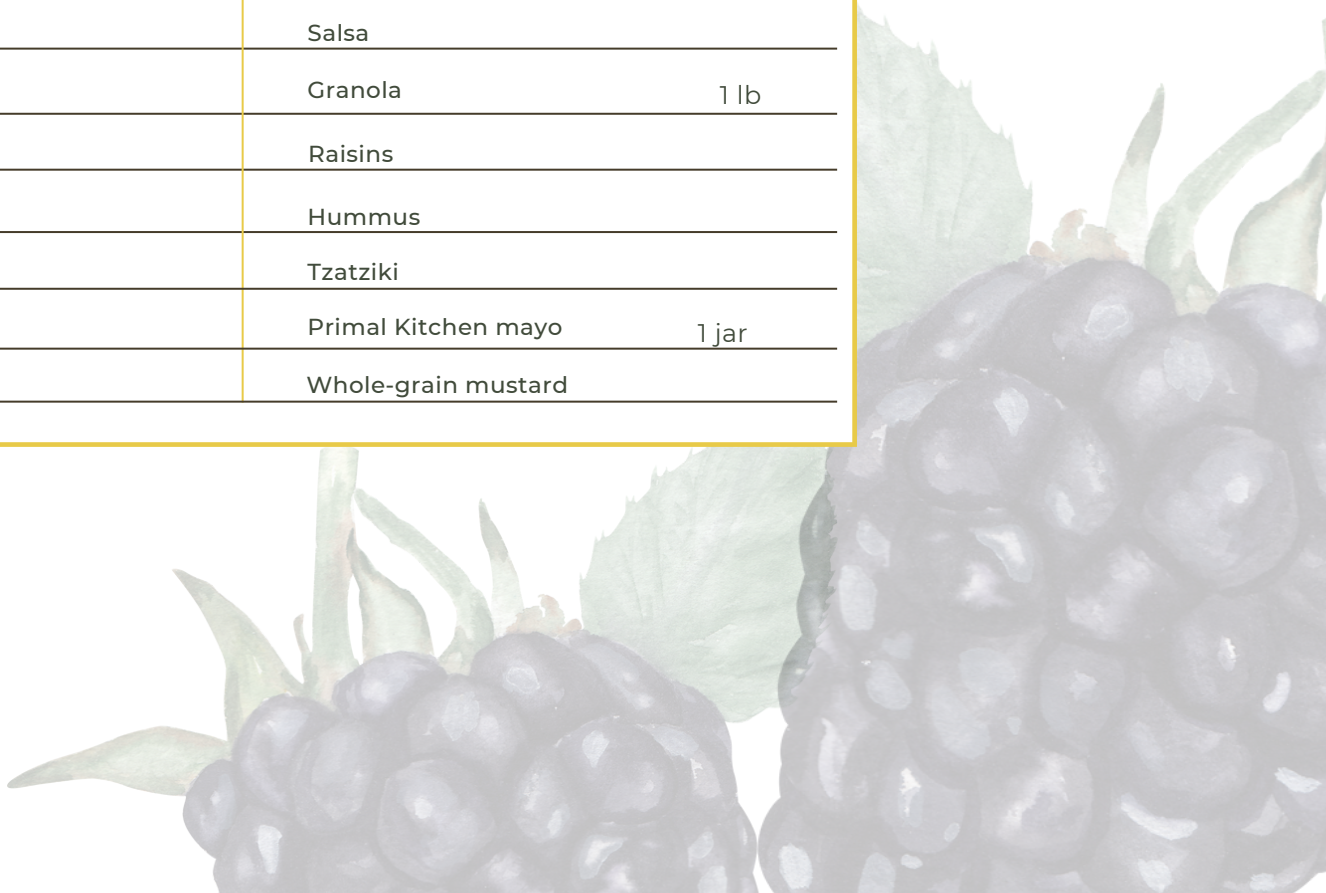 Salsa
Granola 1 lb
Raisins
Hummus
Tzatziki
Primal Kitchen mayo 1 jar
Whole-grain mustard